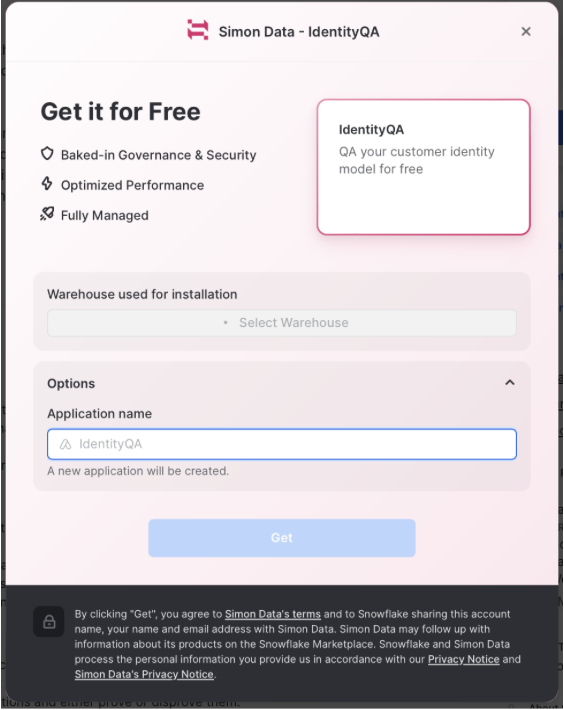 Simon Data - IdentityQA
Get it for Free
Baked-in Governance & Security
Optimized Performance
Fully Managed
IdentityQA
QA your customer identity
model for free
Warehouse used for installation
Select Warehouse
Options
Application name
IdentityQA
A new application will be created.
Get
By clicking "Get", you agree to Simon Data's terms and to Snowflake sharing this account
name, your name and email address with Simon Data. Simon Data may follow up with
information about its products on the Snowflake Marketplace. Snowflake and Simon Data
process the personal information you provide us in accordance with our Privacy Notice and
Simon Data's Privacy Notice.
and either prove or disprove them.
About